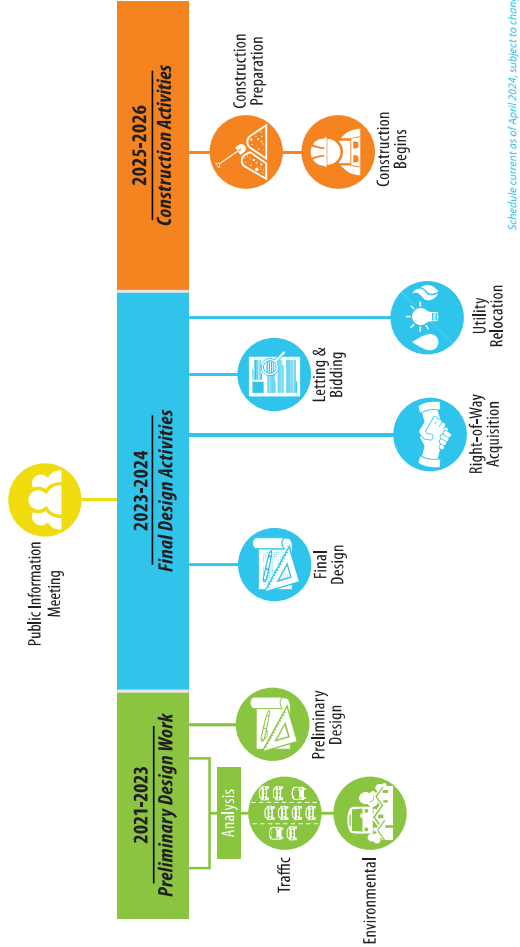 Public Information
Meeting
2021-2023
Preliminary Design Work
2023-2024
Final Design Activities
2025-2026
Construction Activities
Analysis
Traffic
Environmental
Preliminary
Design
Final
Design
Right-of-Way
Acquisition
Letting &
Bidding
Utility
Relocation
Construction
Preparation
Construction
Begins
Schedule current as of April 2024, subject to